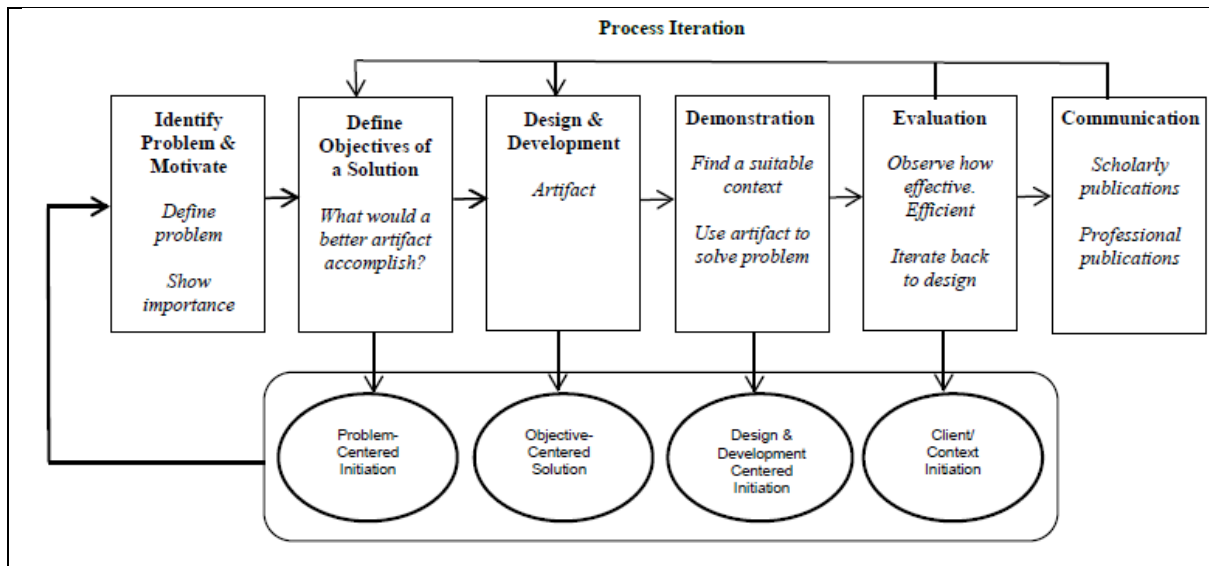 Process Iteration
Identify
Problem &
Motivate
Define
problem
Show
importance
Define
Objectives of
a Solution
What would a
better artifact
accomplish?
Design &
Development
Artifact
Demonstration
Find a suitable
context
Use artifact to
solve problem
Evaluation
Observe how
effective.
Efficient
Iterate back
to design
Communication
Scholarly
publications
Professional
publications
Problem-
Centered
Initiation
Objective-
Centered
Solution
Design &
Development
Centered
Initiation
Client/
Context
Initiation